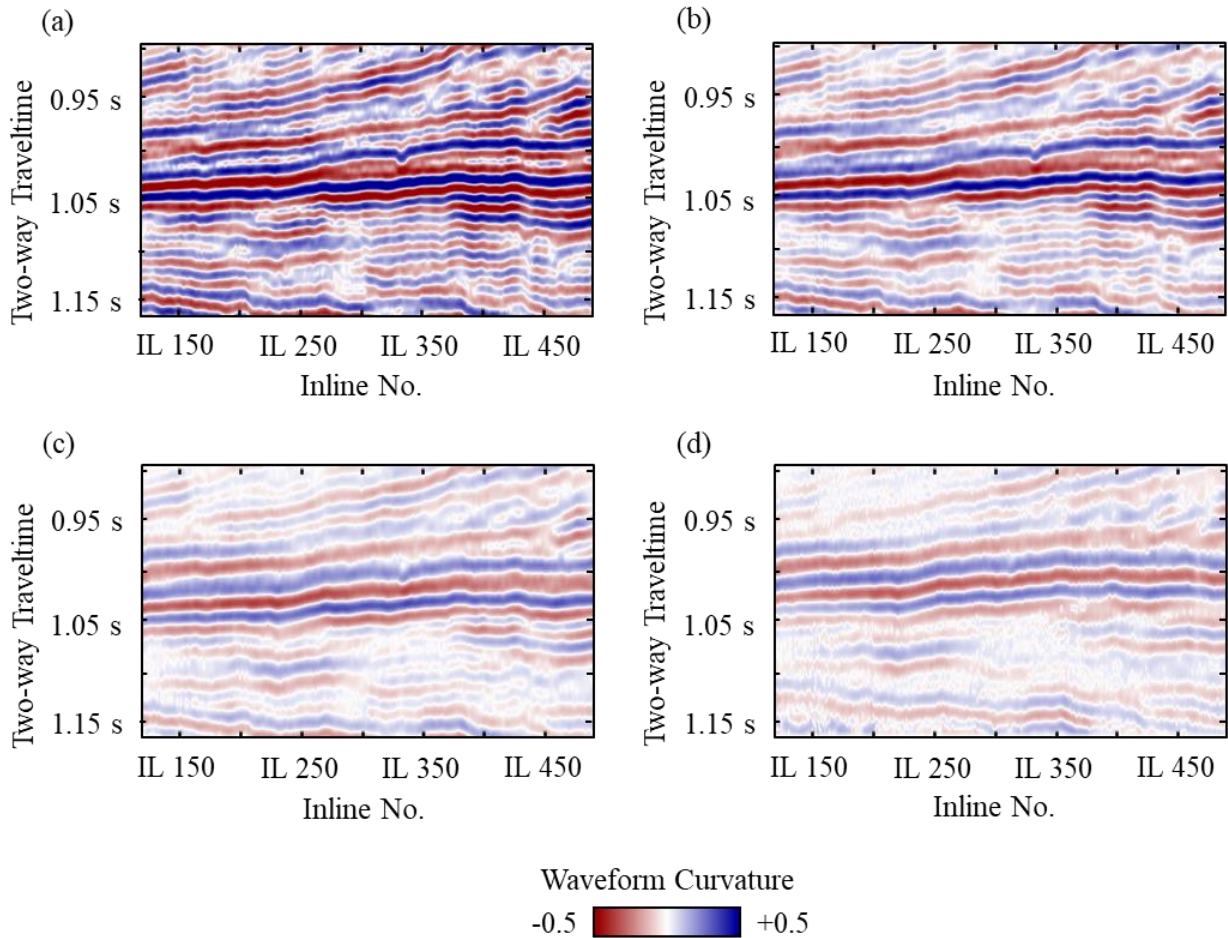 (a)
(b)
Two-way Traveltime
0.95 s
1.05 s
1.15 s
IL 150 IL 250 IL 350 IL 450
Inline No.
Two-way Traveltime
0.95 s
1.05 s
1.15 s
IL 150 IL 250 IL 350 IL 450
Inline No.
(c)
(d)
Two-way Traveltime
0.95 s
1.05 s
1.15 s
IL 150 IL 250 IL 350 IL 450
Inline No.
Two-way Traveltime
0.95 s
1.05 s
1.15 s
IL 150 IL 250 IL 350 IL 450
Inline No.
Waveform Curvature
-0.5 +0.5